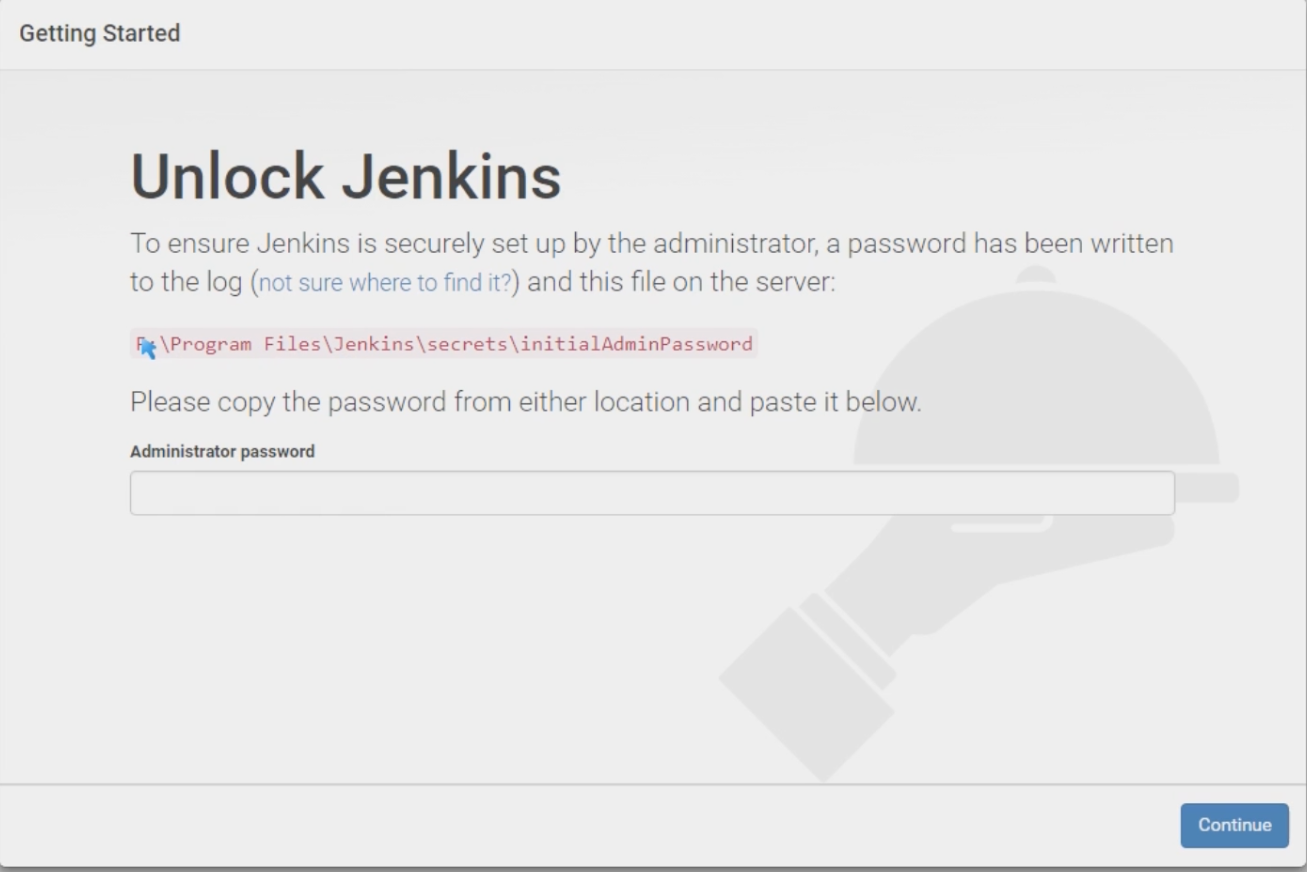 Getting Started
Unlock Jenkins
To ensure Jenkins is securely set up by the administrator, a password has been written
to the log (not sure where to find it?) and this file on the server:
\Program Files\Jenkins\secrets\initialAdminPassword
Please copy the password from either location and paste it below.
Administrator password
Continue